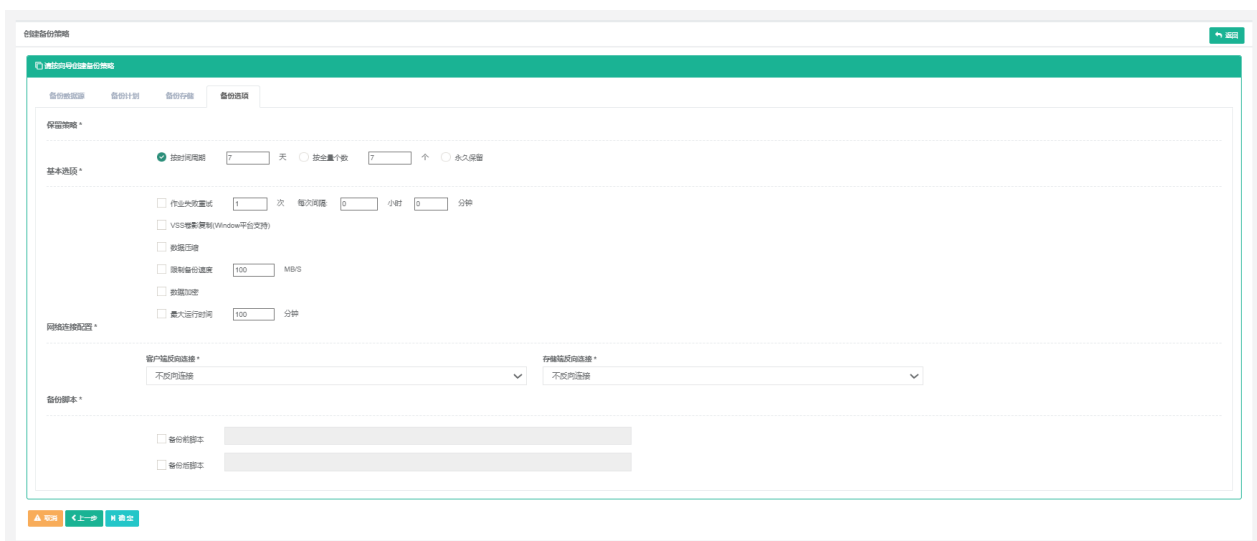 创建备份策略
返回
请按向导创建备份策略
备份数据源 备份计划 备份存储 备份选项
保留策略 *
按时间周期 7 天 按全量个数 7 个 永久保留
基本选项 *
作业失败重试 1 次 每次间隔: 0 小时 0 分钟
VSS卷影复制(Window平台支持)
数据压缩
限制备份速度 100 MB/S
数据加密
最大运行时间 100 分钟
网络连接配置 *
客户端反向连接 * 存储端反向连接 *
不反向连接 不反向连接
备份脚本 *
备份前脚本
备份后脚本
取消 上一步 确定